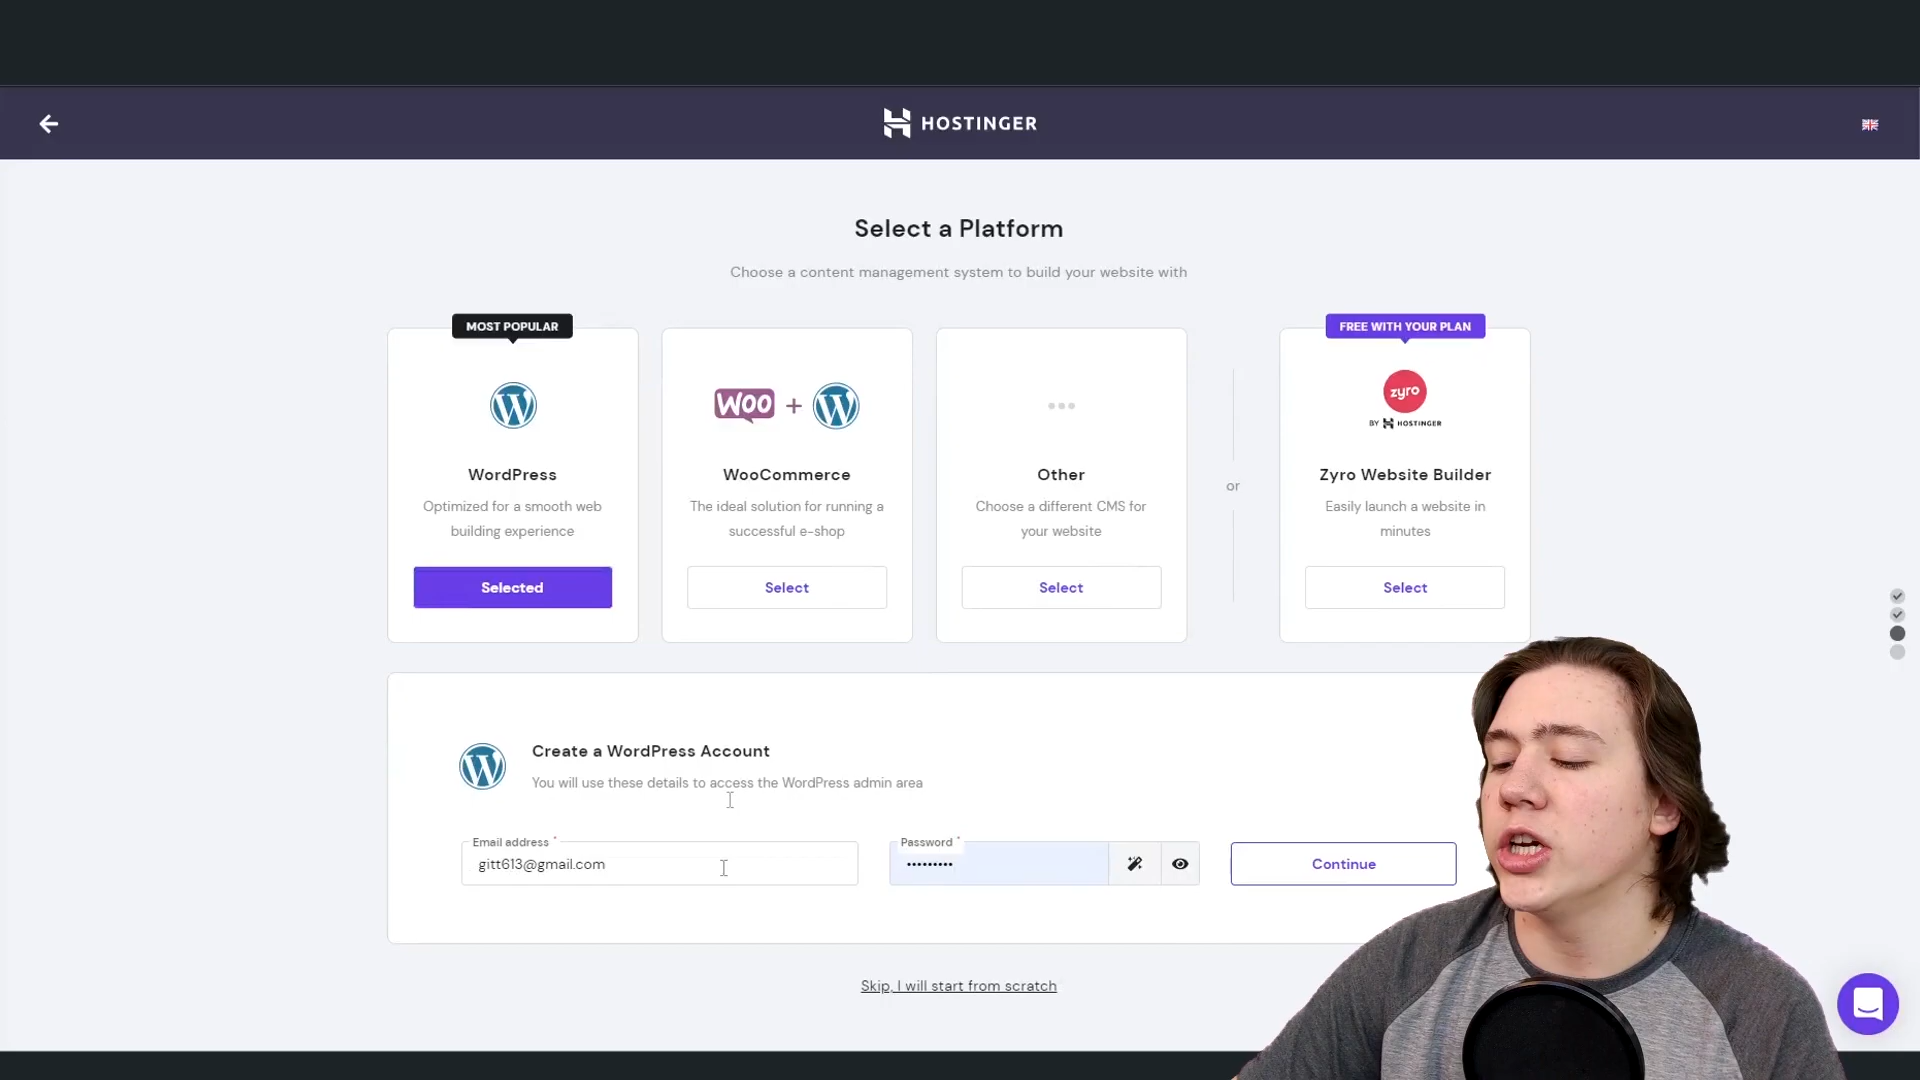 HOSTINGER
Select a Platform
Choose a content management system to build your website with
MOST POPULAR
WordPress
Optimized for a smooth web
building experience
Selected
WOO +
WooCommerce
The ideal solution for running a
successful e-shop
Select
Other
Choose a different CMS for
your website
Select
or
FREE WITH YOUR PLAN
zyro
BY HOSTINGER
Zyro Website Builder
Easily launch a website in
minutes
Select
Create a WordPress Account
You will use these details to access the WordPress admin area
Email address *
gitt613@gmail.com
Password *
•••••••••
Continue
Skip, I will start from scratch